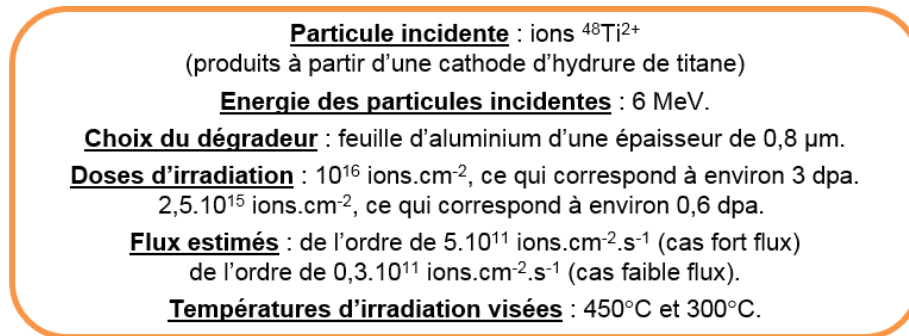 Particule incidente : ions ⁴⁸Ti²⁺
(produits à partir d'une cathode d'hydrure de titane)
Energie des particules incidentes : 6 MeV.
Choix du dégradeur : feuille d'aluminium d'une épaisseur de 0,8 µm.
Doses d'irradiation : 10¹⁶ ions.cm⁻², ce qui correspond à environ 3 dpa.
2,5.10¹⁵ ions.cm⁻², ce qui correspond à environ 0,6 dpa.
Flux estimés : de l'ordre de 5.10¹¹ ions.cm⁻².s⁻¹ (cas fort flux)
de l'ordre de 0,3.10¹¹ ions.cm⁻².s⁻¹ (cas faible flux).
Températures d'irradiation visées : 450°C et 300°C.